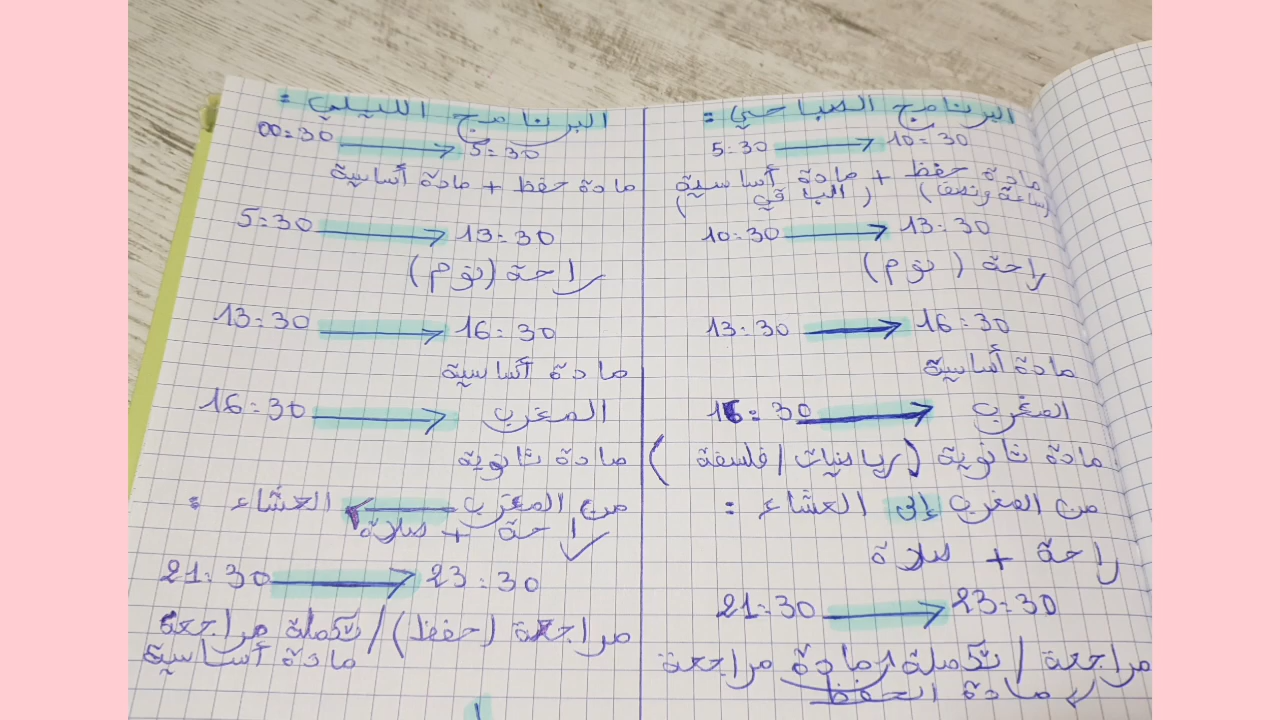 البرنامج الصباحي :
5:30 → 10:30
مادة حفظ + مادة أساسية
(ساعة ونصف) (الباقي)
10:30 → 13:30
راحة (نوم)
13:30 → 16:30
مادة أساسية
16:30 → المغرب
مادة ثانوية (رياضيات / فلسفة)
من المغرب إلى العشاء :
راحة + صلاة
21:30 → 23:30
مراجعة / تكملة مادة مراجعة
مادة الحفظ
البرنامج الليلي :
00:30 → 5:30
مادة حفظ + مادة أساسية
5:30 → 13:30
راحة (نوم)
13:30 → 16:30
مادة أساسية
16:30 → المغرب
مادة ثانوية
من المغرب ← العشاء :
راحة + صلاة
21:30 → 23:30
مراجعة (حفظ) / تكملة مراجعة
مادة أساسية